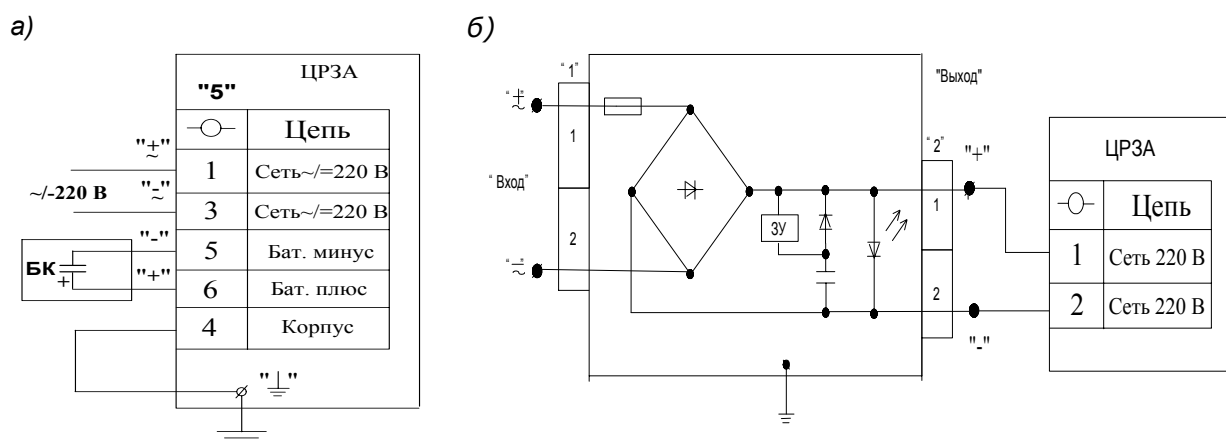 а)
ЦРЗА
"5"
Цепь
"±"
~
1 Сеть~/=220 В
~/-220 В
"-"
~
3 Сеть~/=220 В
"-"
5 Бат. минус
БК
+
"+"
6 Бат. плюс
4 Корпус
"⊥"
б)
"1"
"Выход"
"+"
~
1
"2"
"+"
ЦРЗА
"Вход"
Цепь
ЗУ
1
2
1 Сеть 220 В
"-"
~
2
2 Сеть 220 В
"-"